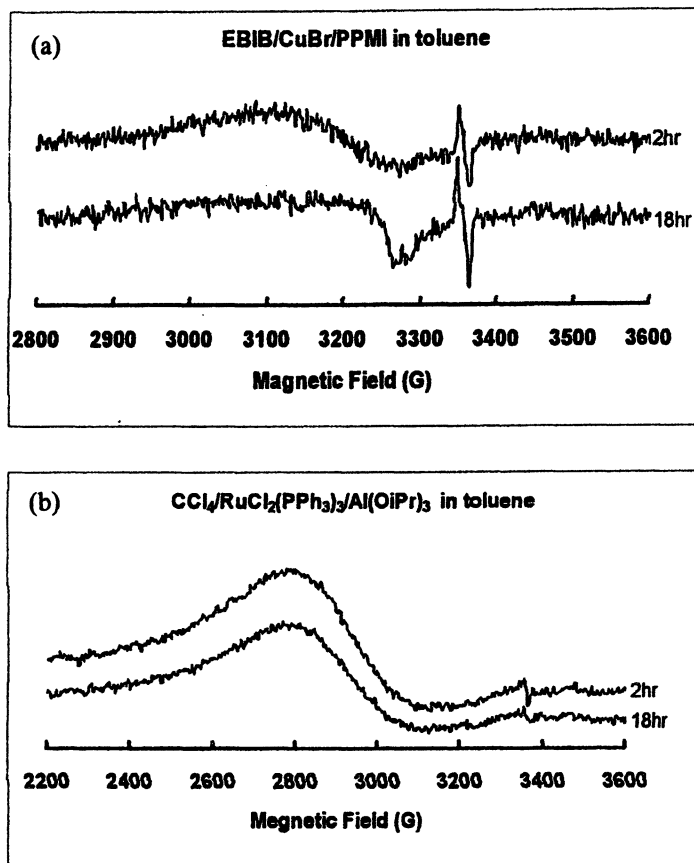 (a)
EBIB/CuBr/PPMI in toluene
2hr
18hr
2800 2900 3000 3100 3200 3300 3400 3500 3600
Magnetic Field (G)
(b)
CCl₄/RuCl₂(PPh₃)₃/Al(OiPr)₃ in toluene
2hr
18hr
2200 2400 2600 2800 3000 3200 3400 3600
Megnetic Field (G)